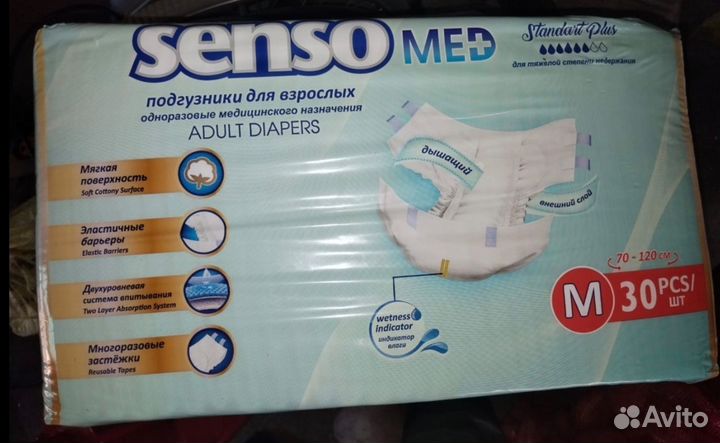 senso MED
Standart Plus
для тяжелой степени недержания
подгузники для взрослых
одноразовые медицинского назначения
ADULT DIAPERS
Мягкая
поверхность
Soft Cottony Surface
Эластичные
барьеры
Elastic Barriers
Двухуровневая
система впитывания
Two Layer Absorption System
Многоразовые
застёжки
Reusable Tapes
дышащий
внешний слой
wetness
indicator
индикатор
влаги
70 - 120 см
M 30 PCS/
ШТ
Avito